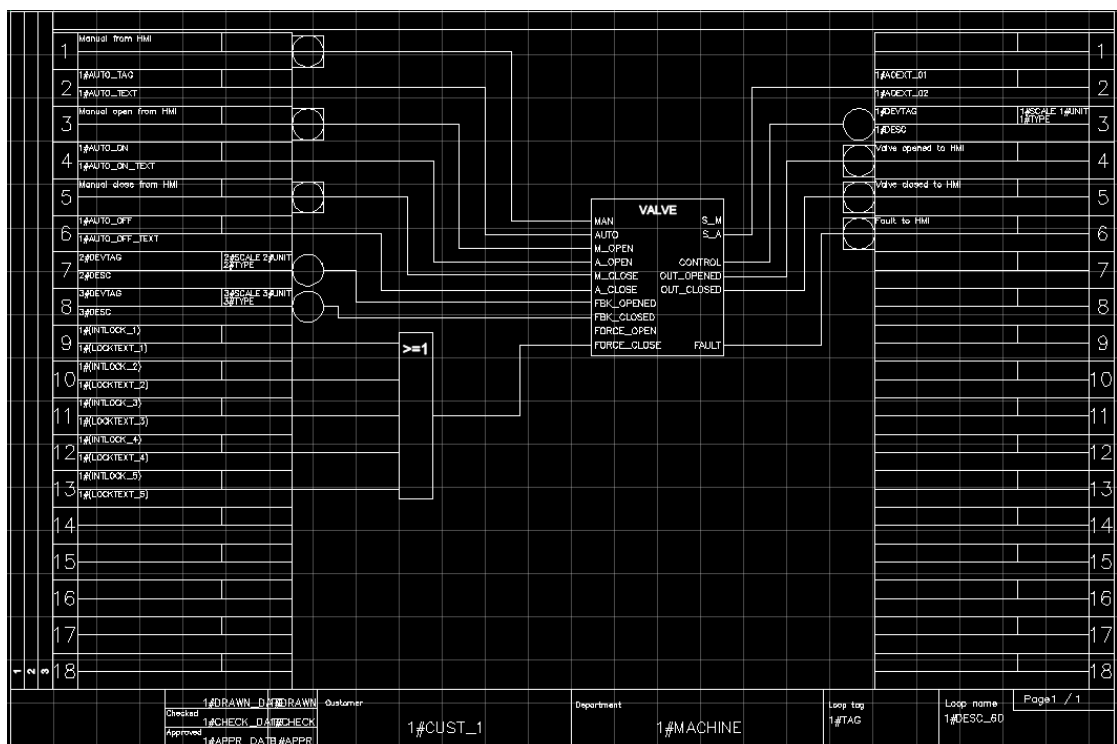 1
Manual from HMI
2
1#AUTO_TAG
1#AUTO_TEXT
3
Manual open from HMI
4
1#AUTO_ON
1#AUTO_ON_TEXT
5
Manual close from HMI
6
1#AUTO_OFF
1#AUTO_OFF_TEXT
7
2#DEVTAG
2#SCALE 2#UNIT
2#TYPE
2#DESC
8
3#DEVTAG
3#SCALE 3#UNIT
3#TYPE
3#DESC
9
1#(INTLOCK_1)
1#(LOCKTEXT_1)
10
1#(INTLOCK_2)
1#(LOCKTEXT_2)
11
1#(INTLOCK_3)
1#(LOCKTEXT_3)
12
1#(INTLOCK_4)
1#(LOCKTEXT_4)
13
1#(INTLOCK_5)
1#(LOCKTEXT_5)
14
15
16
17
18
1 2 3
>=1
VALVE
MAN S_M
AUTO S_A
M_OPEN
A_OPEN CONTROL
M_CLOSE OUT_OPENED
A_CLOSE OUT_CLOSED
FBK_OPENED
FBK_CLOSED
FORCE_OPEN
FORCE_CLOSE FAULT
1
1#AOEXT_01
2
1#AOEXT_02
1#DEVTAG
1#SCALE 1#UNIT
1#TYPE
3
1#DESC
Valve opened to HMI
4
Valve closed to HMI
5
Fault to HMI
6
7
8
9
10
11
12
13
14
15
16
17
18
1#DRAWN
Checked
1#CHECK
Approved
1#APPR
Customer
1#CUST_1
Department
1#MACHINE
Loop tag
1#TAG
Loop name
1#DESC_60
Page1 / 1